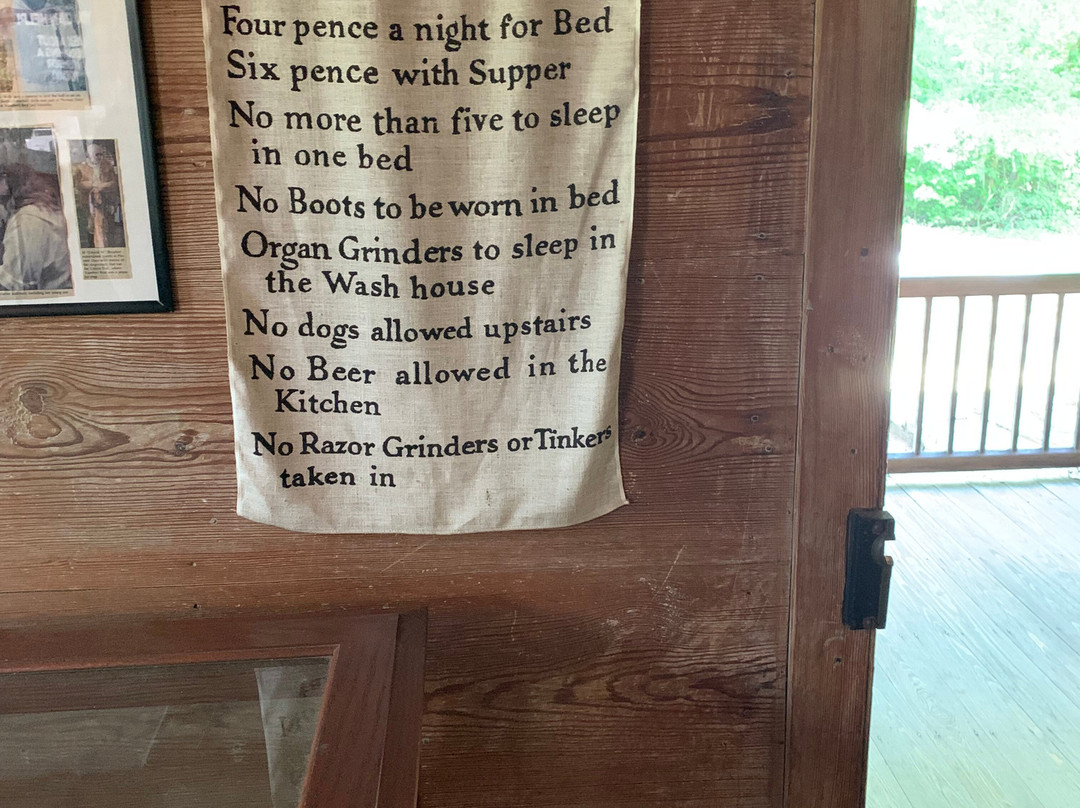 Four pence a night for Bed
Six pence with Supper
No more than five to sleep
in one bed
No Boots to be worn in bed
Organ Grinders to sleep in
the Wash house
No dogs allowed upstairs
No Beer allowed in the
Kitchen
No Razor Grinders or Tinkers
taken in